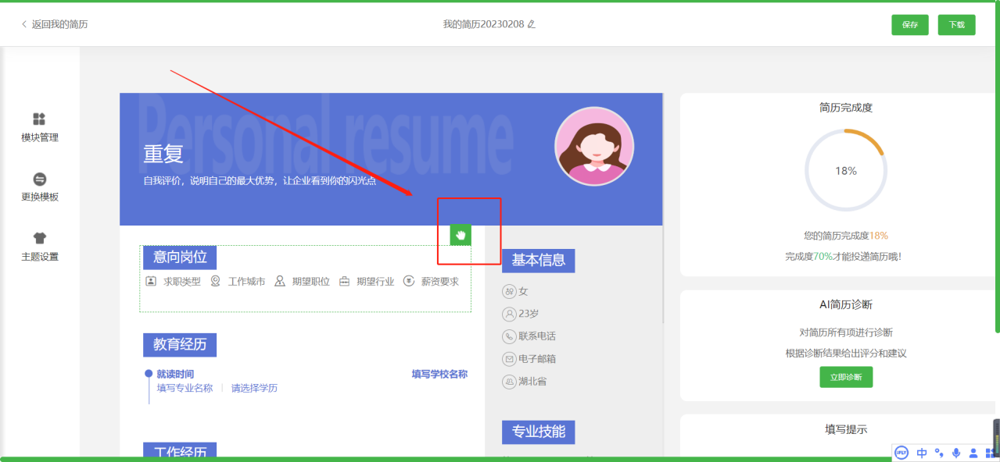 返回我的简历
我的简历20230208
保存
下载
模块管理
更换模板
主题设置
Personal resume
重复
自我评价，说明自己的最大优势，让企业看到你的闪光点
意向岗位
求职类型 工作城市 期望职位 期望行业 薪资要求
教育经历
就读时间 填写学校名称
填写专业名称 请选择学历
工作经历
基本信息
女
23岁
联系电话
电子邮箱
湖北省
专业技能
简历完成度
18%
您的简历完成度18%
完成度70%才能投递简历哦!
AI简历诊断
对简历所有项进行诊断
根据诊断结果给出评分和建议
立即诊断
填写提示
iFLY 中